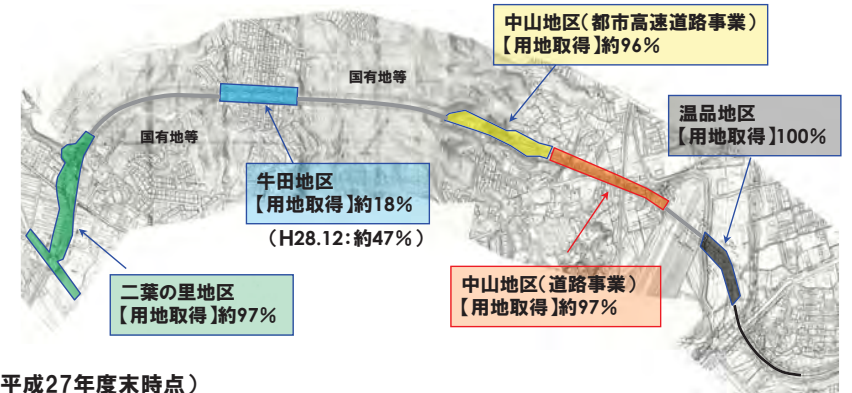 中山地区(都市高速道路事業)
【用地取得】約96%
国有地等
国有地等
温品地区
【用地取得】100%
牛田地区
【用地取得】約18%
(H28.12:約47%)
二葉の里地区
【用地取得】約97%
中山地区(道路事業)
【用地取得】約97%
平成27年度末時点)